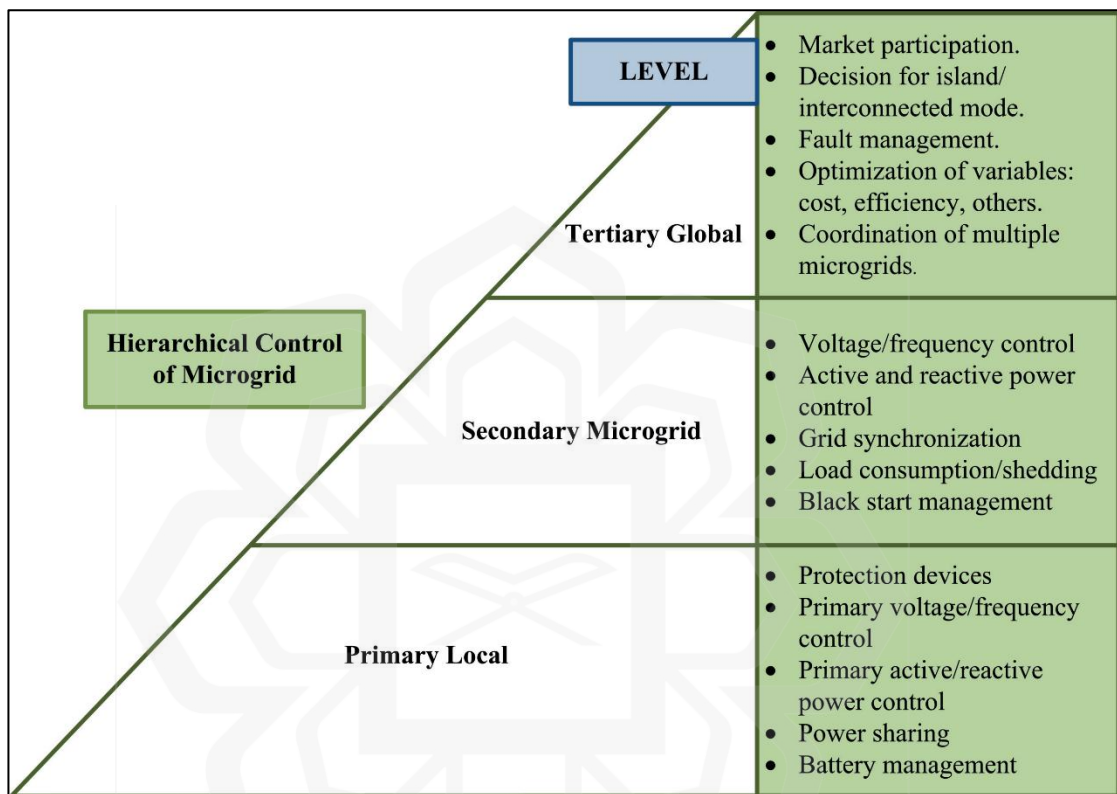 LEVEL
• Market participation.
• Decision for island/
interconnected mode.
• Fault management.
• Optimization of variables:
cost, efficiency, others.
• Coordination of multiple
microgrids.
Tertiary Global
Hierarchical Control
of Microgrid
Secondary Microgrid
• Voltage/frequency control
• Active and reactive power
control
• Grid synchronization
• Load consumption/shedding
• Black start management
Primary Local
• Protection devices
• Primary voltage/frequency
control
• Primary active/reactive
power control
• Power sharing
• Battery management